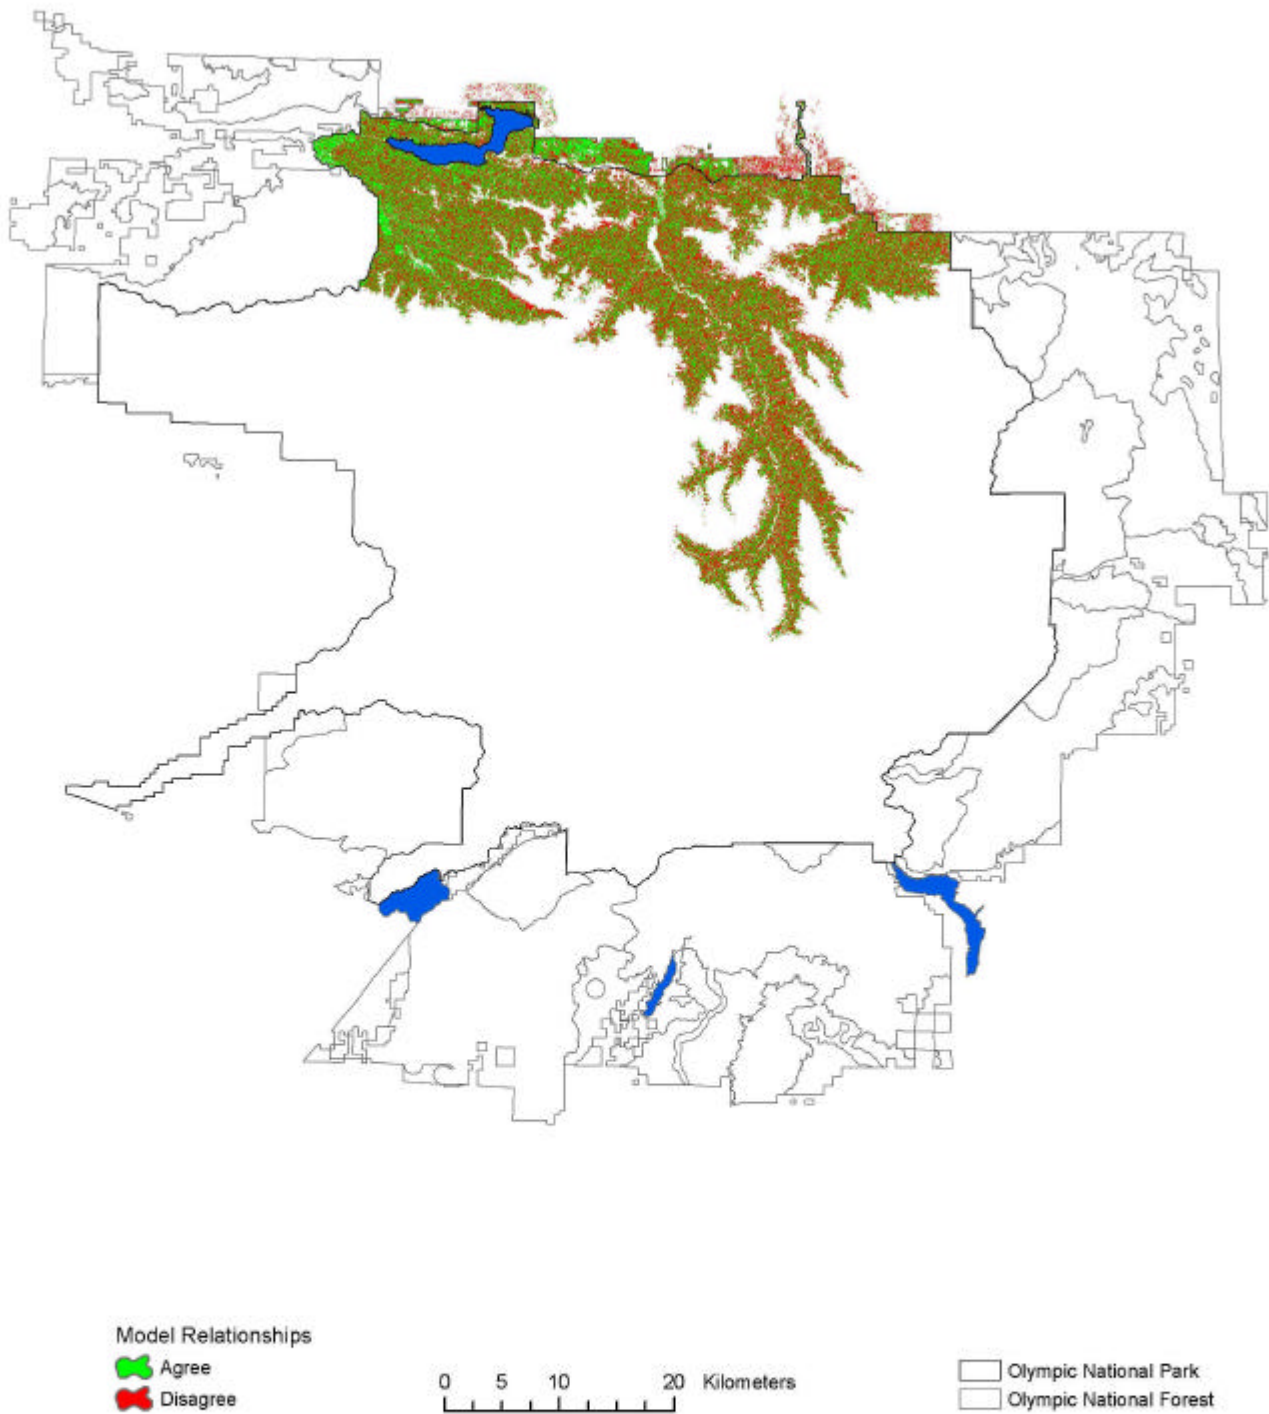 Model Relationships
Agree
Disagree
0 5 10 20 Kilometers
Olympic National Park
Olympic National Forest